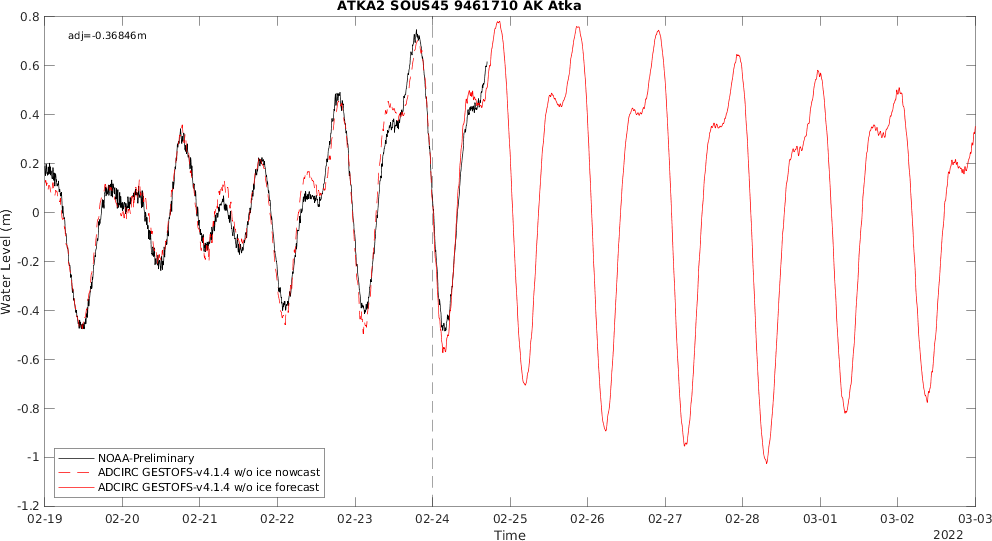 ATKA2 SOUS45 9461710 AK Atka
adj=-0.36846m
0.8
0.6
0.4
0.2
0
-0.2
-0.4
-0.6
-0.8
-1
-1.2
Water Level (m)
NOAA-Preliminary
ADCIRC GESTOFS-v4.1.4 w/o ice nowcast
ADCIRC GESTOFS-v4.1.4 w/o ice forecast
02-19 02-20 02-21 02-22 02-23 02-24 02-25 02-26 02-27 02-28 03-01 03-02 03-03
Time
2022